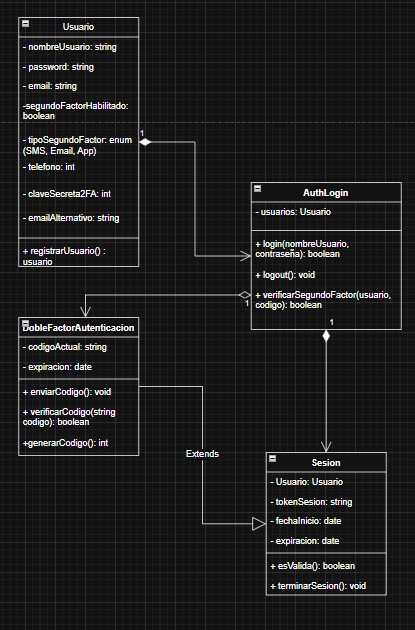 Usuario
- nombreUsuario: string
- password: string
- email: string
-segundoFactorHabilitado:
boolean
- tipoSegundoFactor: enum
(SMS, Email, App)
- telefono: int
- claveSecreta2FA: int
- emailAlternativo: string
+ registrarUsuario() :
usuario
1
AuthLogin
- usuarios: Usuario
+ login(nombreUsuario,
contraseña): boolean
+ logout(): void
+ verificarSegundoFactor(usuario,
codigo): boolean
1
1
DobleFactorAutenticacion
- codigoActual: string
- expiracion: date
+ enviarCodigo(): void
+ verificarCodigo(string
codigo): boolean
+generarCodigo(): int
Extends
Sesion
- Usuario: Usuario
- tokenSesion: string
- fechaInicio: date
- expiracion: date
+ esValida(): boolean
+ terminarSesion(): void